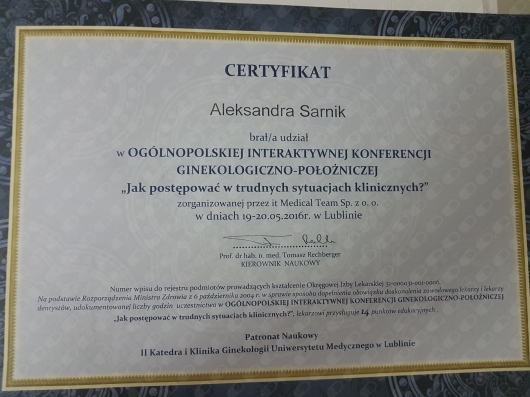 CERTYFIKAT
Aleksandra Sarnik
brał/a udział
w OGÓLNOPOLSKIEJ INTERAKTYWNEJ KONFERENCJI
GINEKOLOGICZNO-POŁOŻNICZEJ
„Jak postępować w trudnych sytuacjach klinicznych?”
zorganizowanej przez it Medical Team Sp. z o. o.
w dniach 19-20.05.2016r. w Lublinie
Prof. dr hab. n. med. Tomasz Rechberger
KIEROWNIK NAUKOWY
Numer wpisu do rejestru podmiotów prowadzących kształcenie Okręgowej Izby Lekarskiej
Na podstawie Rozporządzenia Ministra Zdrowia z 6 października 2004 r. w sprawie sposobu dopełnienia obowiązku doskonalenia zawodowego lekarzy i lekarzy
dentystów, udokumentowanej liczby godzin uczestnictwa w OGÓLNOPOLSKIEJ INTERAKTYWNEJ KONFERENCJI GINEKOLOGICZNO-POŁOŻNICZEJ
„Jak postępować w trudnych sytuacjach klinicznych?”, lekarzowi przysługuje 14 punktów edukacyjnych.
Patronat Naukowy
II Katedra i Klinika Ginekologii Uniwersytetu Medycznego w Lublinie